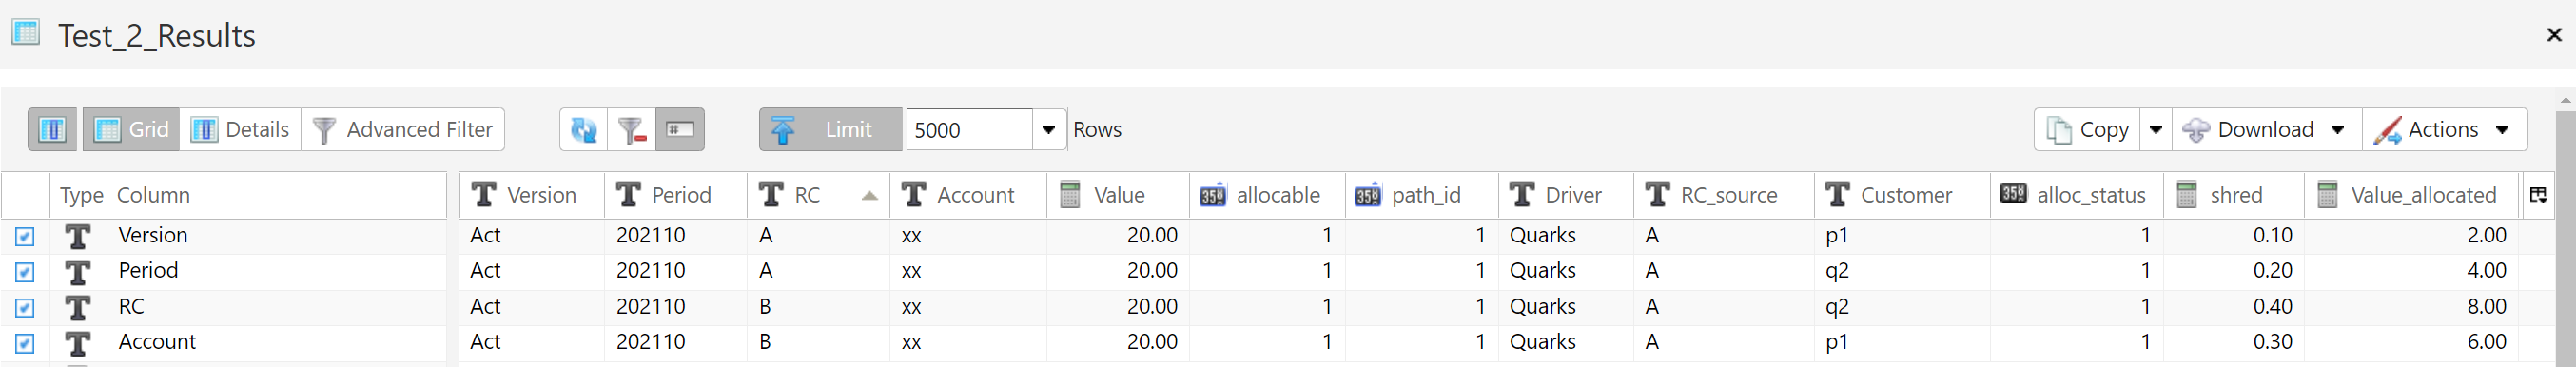 Test_2_Results
Grid Details Advanced Filter Limit 5000 Rows Copy Download Actions
Type Column Version Period RC Account Value allocable path_id Driver RC_source Customer alloc_status shred Value_allocated
Version Act 202110 A xx 20.00 1 1 Quarks A p1 1 0.10 2.00
Period Act 202110 A xx 20.00 1 1 Quarks A q2 1 0.20 4.00
RC Act 202110 B xx 20.00 1 1 Quarks A q2 1 0.40 8.00
Account Act 202110 B xx 20.00 1 1 Quarks A p1 1 0.30 6.00